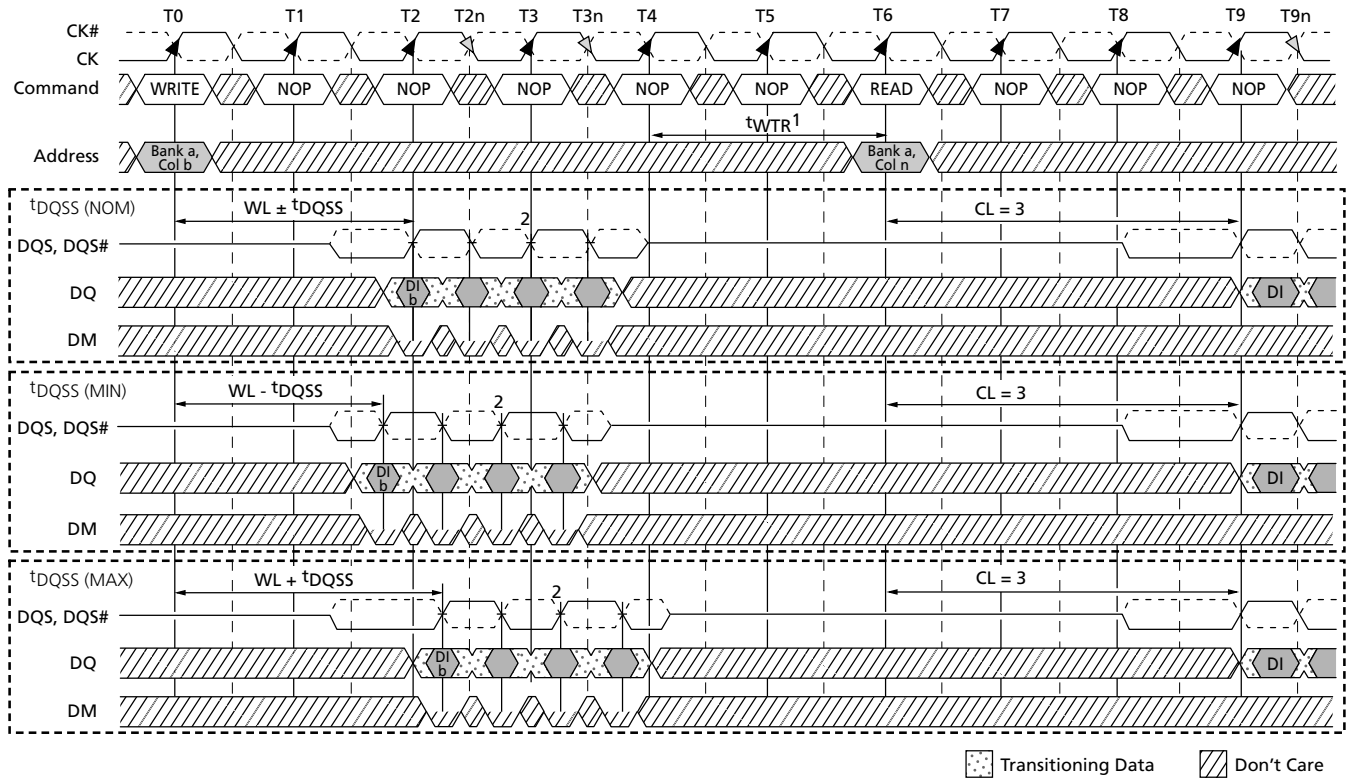 T0 T1 T2 T2n T3 T3n T4 T5 T6 T7 T8 T9 T9n
CK#
CK
Command WRITE NOP NOP NOP NOP NOP READ NOP NOP NOP
tWTR1
Address Bank a, Col b Bank a, Col n
tDQSS (NOM) WL ± tDQSS 2 CL = 3
DQS, DQS#
DQ DI b DI
DM
tDQSS (MIN) WL - tDQSS 2 CL = 3
DQS, DQS#
DQ DI b DI
DM
tDQSS (MAX) WL + tDQSS 2 CL = 3
DQS, DQS#
DQ DI b DI
DM
Transitioning Data Don't Care